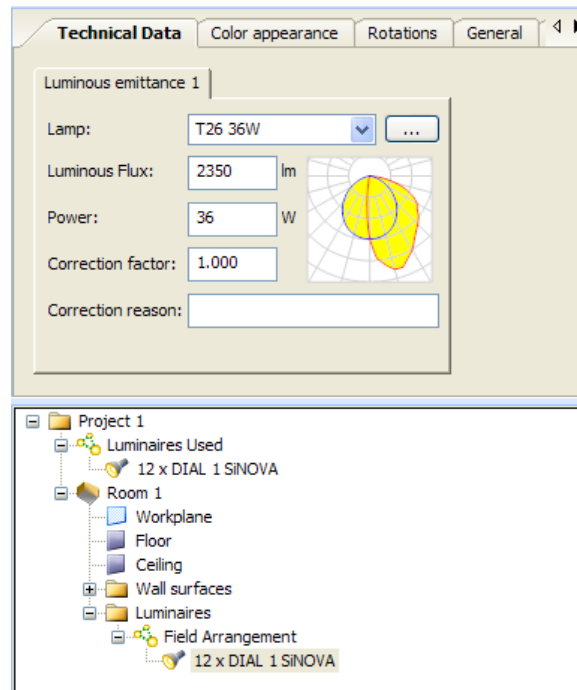 Technical Data Color appearance Rotations General
Luminous emittance 1
Lamp: T26 36W ...
Luminous Flux: 2350 lm
Power: 36 W
Correction factor: 1.000
Correction reason:
Project 1
Luminaires Used
12 x DIAL 1 SiNOVA
Room 1
Workplane
Floor
Ceiling
Wall surfaces
Luminaires
Field Arrangement
12 x DIAL 1 SiNOVA